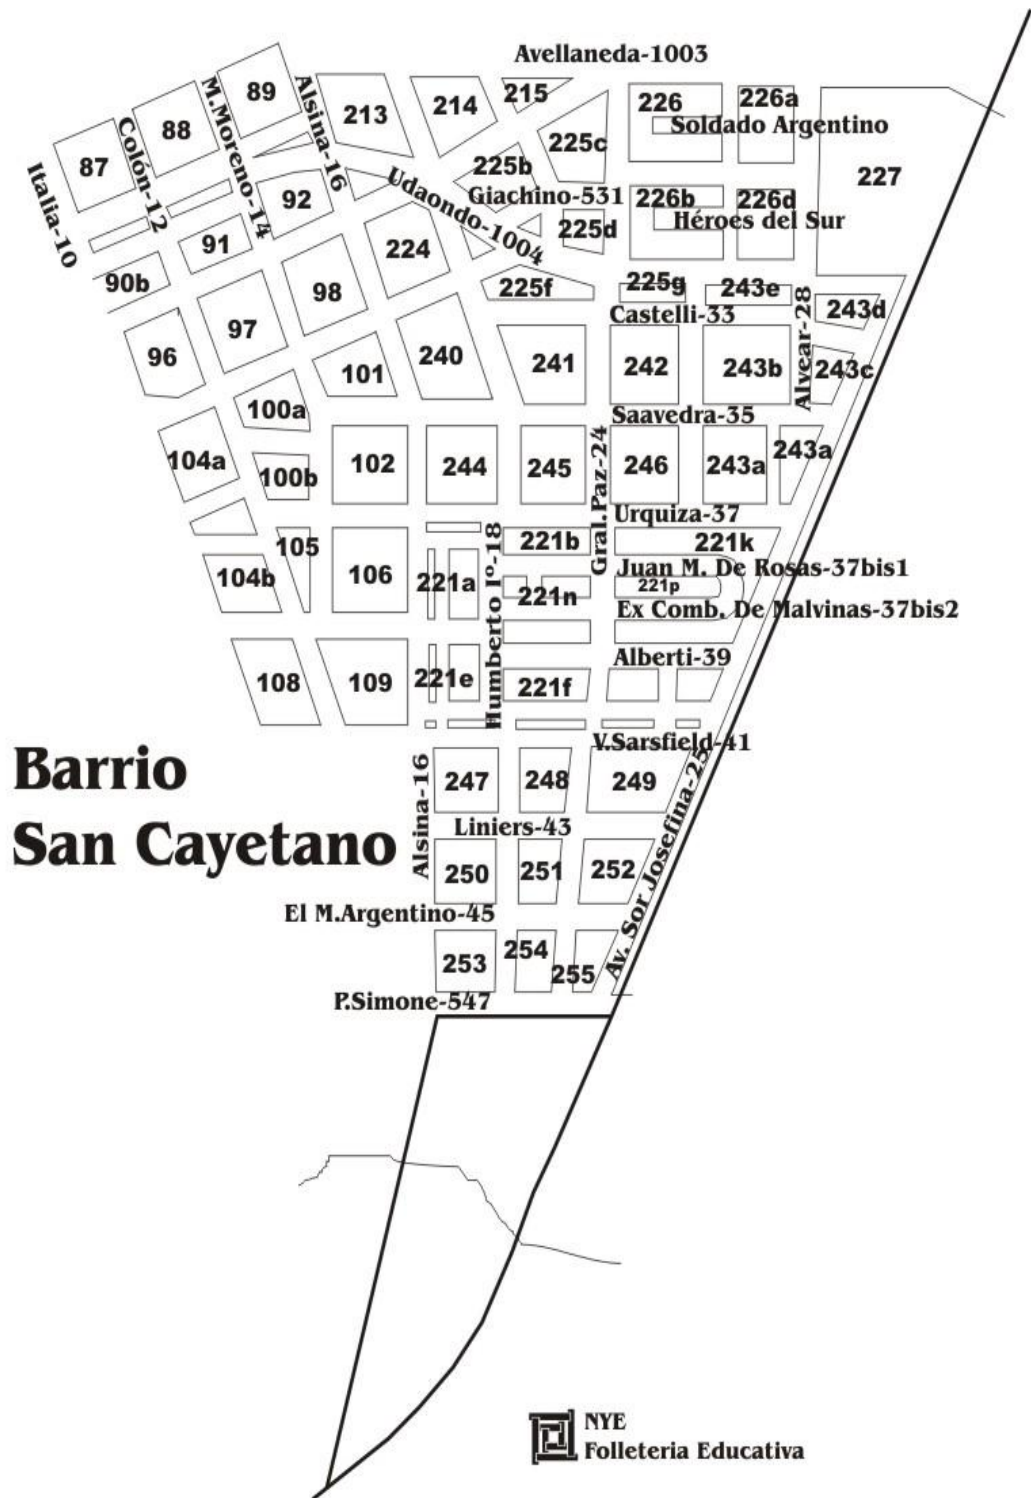 Avellaneda-1003
89
M.Moreno-14
Alsina-16
213
214
215
226
226a
88
Colón-12
Soldado Argentino
225c
87
225b
227
Italia-10
92
Udaondo-1004
Giachino-531
226b
226d
Héroes del Sur
91
224
225d
90b
98
225f
225g
243e
Alvear-28
243d
97
Castelli-33
96
101
240
241
242
243b
243c
100a
Saavedra-35
104a
100b
102
244
245
Gral.Paz-24
246
243a
243a
Urquiza-37
105
Humberto Iº-18
221b
221k
104b
106
221a
221n
Juan M. De Rosas-37bis1
221p
Ex Comb. De Malvinas-37bis2
Alberti-39
108
109
221e
221f
V.Sarsfield-41
Barrio
San Cayetano
Alsina-16
247
248
249
Av. Sor Josefina-25
Liniers-43
250
251
252
El M.Argentino-45
253
254
255
P.Simone-547
NYE
Folleteria Educativa